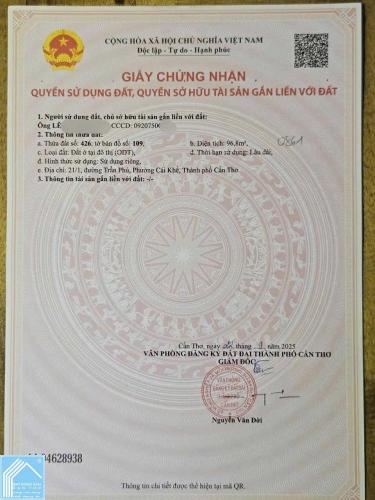 CỘNG HÒA XÃ HỘI CHỦ NGHĨA VIỆT NAM
Độc lập - Tự do - Hạnh phúc
GIẤY CHỨNG NHẬN
QUYỀN SỬ DỤNG ĐẤT, QUYỀN SỞ HỮU TÀI SẢN GẮN LIỀN VỚI ĐẤT
1. Người sử dụng đất, chủ sở hữu tài sản gắn liền với đất:
Ông LÊ CCCD: 0920750
2. Thông tin thửa đất:
a. Thửa đất số: 426; tờ bản đồ số: 109, b. Diện tích: 96,8m²,
c. Loại đất: Đất ở tại đô thị (ODT), d. Thời hạn sử dụng: Lâu dài,
đ. Hình thức sử dụng: Sử dụng riêng,
e. Địa chỉ: 21/1, đường Trần Phú, Phường Cái Khế, Thành phố Cần Thơ
3. Thông tin tài sản gắn liền với đất: -/-
Cần Thơ, ngày tháng năm 2025
VĂN PHÒNG ĐĂNG KÝ ĐẤT ĐAI THÀNH PHỐ CẦN THƠ
GIÁM ĐỐC
VĂN PHÒNG
ĐĂNG KÝ ĐẤT ĐAI
Nguyễn Văn Đời
04628938
Thông tin chi tiết được thể hiện tại mã QR.